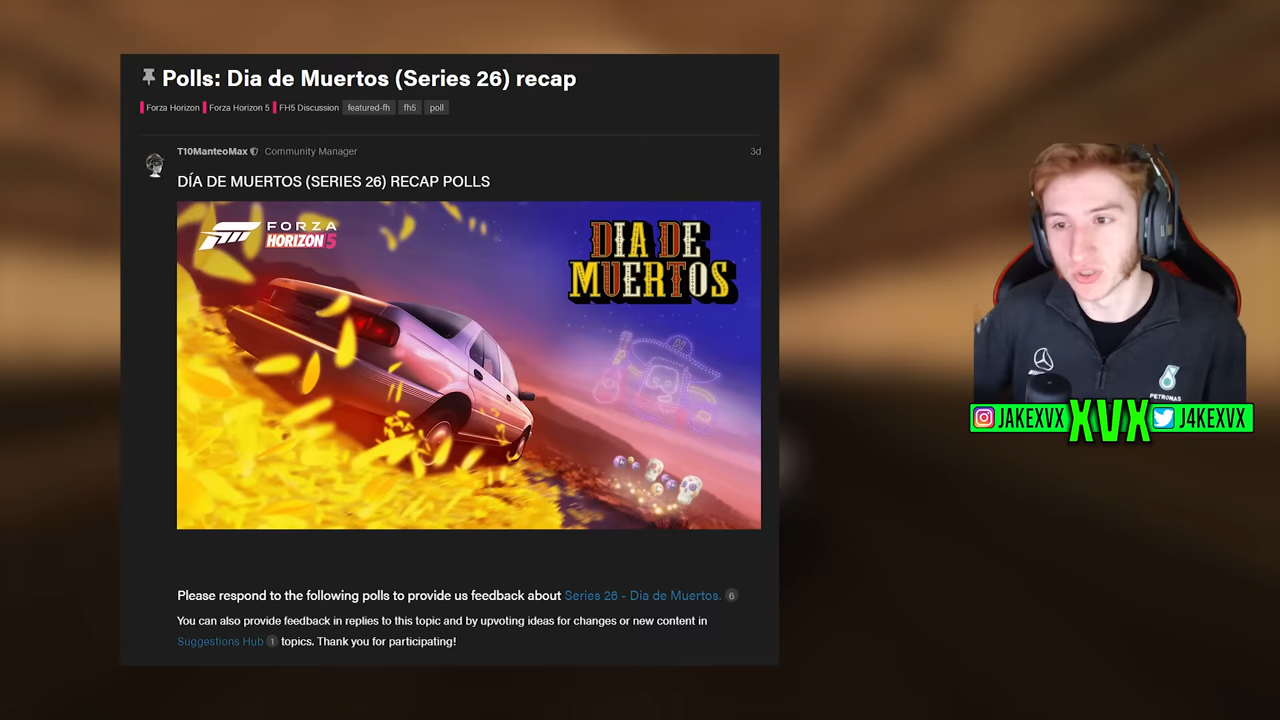 Polls: Dia de Muertos (Series 26) recap
Forza Horizon Forza Horizon 5 FH5 Discussion featured-fh fh5 poll
T10ManteoMax Community Manager 3d
DÍA DE MUERTOS (SERIES 26) RECAP POLLS
FORZA
HORIZON 5
DIA DE
MUERTOS
Please respond to the following polls to provide us feedback about Series 26 - Dia de Muertos. 6
You can also provide feedback in replies to this topic and by upvoting ideas for changes or new content in
Suggestions Hub 1 topics. Thank you for participating!
PETRONAS
JAKEXVX XVX J4KEXVX